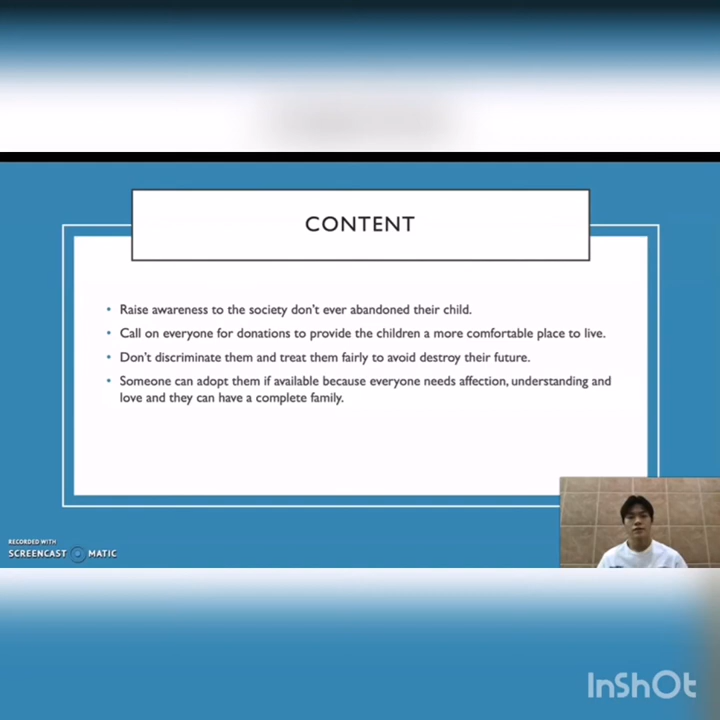 CONTENT
• Raise awareness to the society don't ever abandoned their child.
• Call on everyone for donations to provide the children a more comfortable place to live.
• Don't discriminate them and treat them fairly to avoid destroy their future.
• Someone can adopt them if available because everyone needs affection, understanding and
love and they can have a complete family.
RECORDED WITH
SCREENCAST MATIC
InShOt